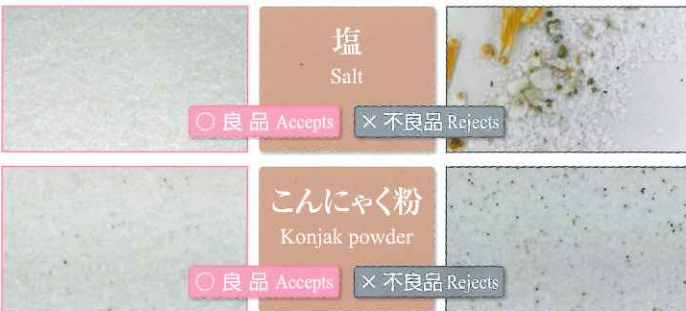 塩
Salt
○ 良品 Accepts
× 不良品 Rejects
こんにゃく粉
Konjak powder
○ 良品 Accepts
× 不良品 Rejects